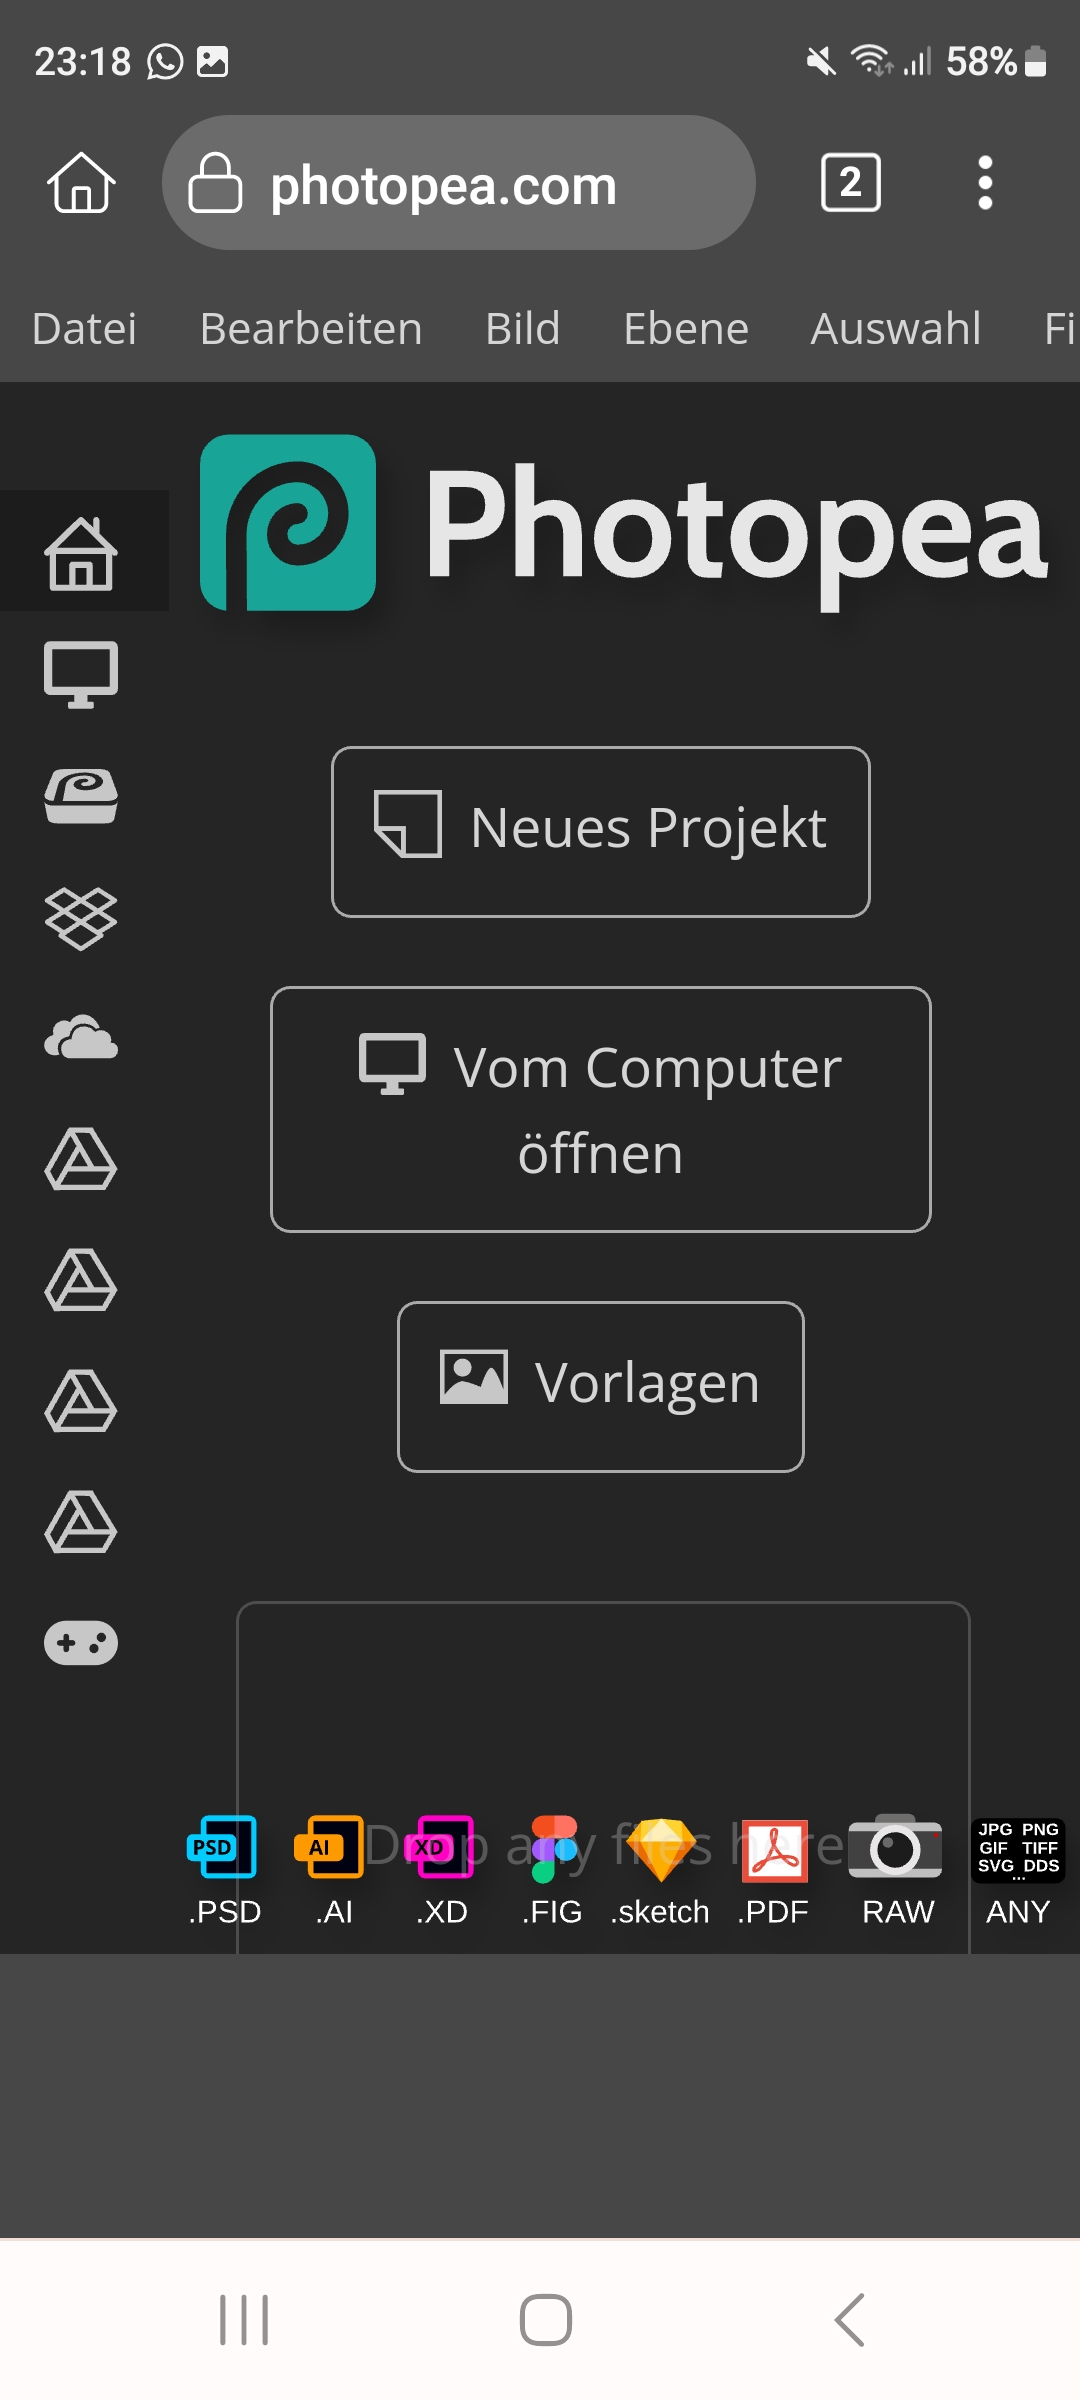 23:18
58%
photopea.com
2
Datei Bearbeiten Bild Ebene Auswahl Fi
Photopea
Neues Projekt
Vom Computer
öffnen
Vorlagen
Drop any files here
PSD AI XD JPG PNG
GIF TIFF
SVG DDS
...
.PSD .AI .XD .FIG .sketch .PDF RAW ANY